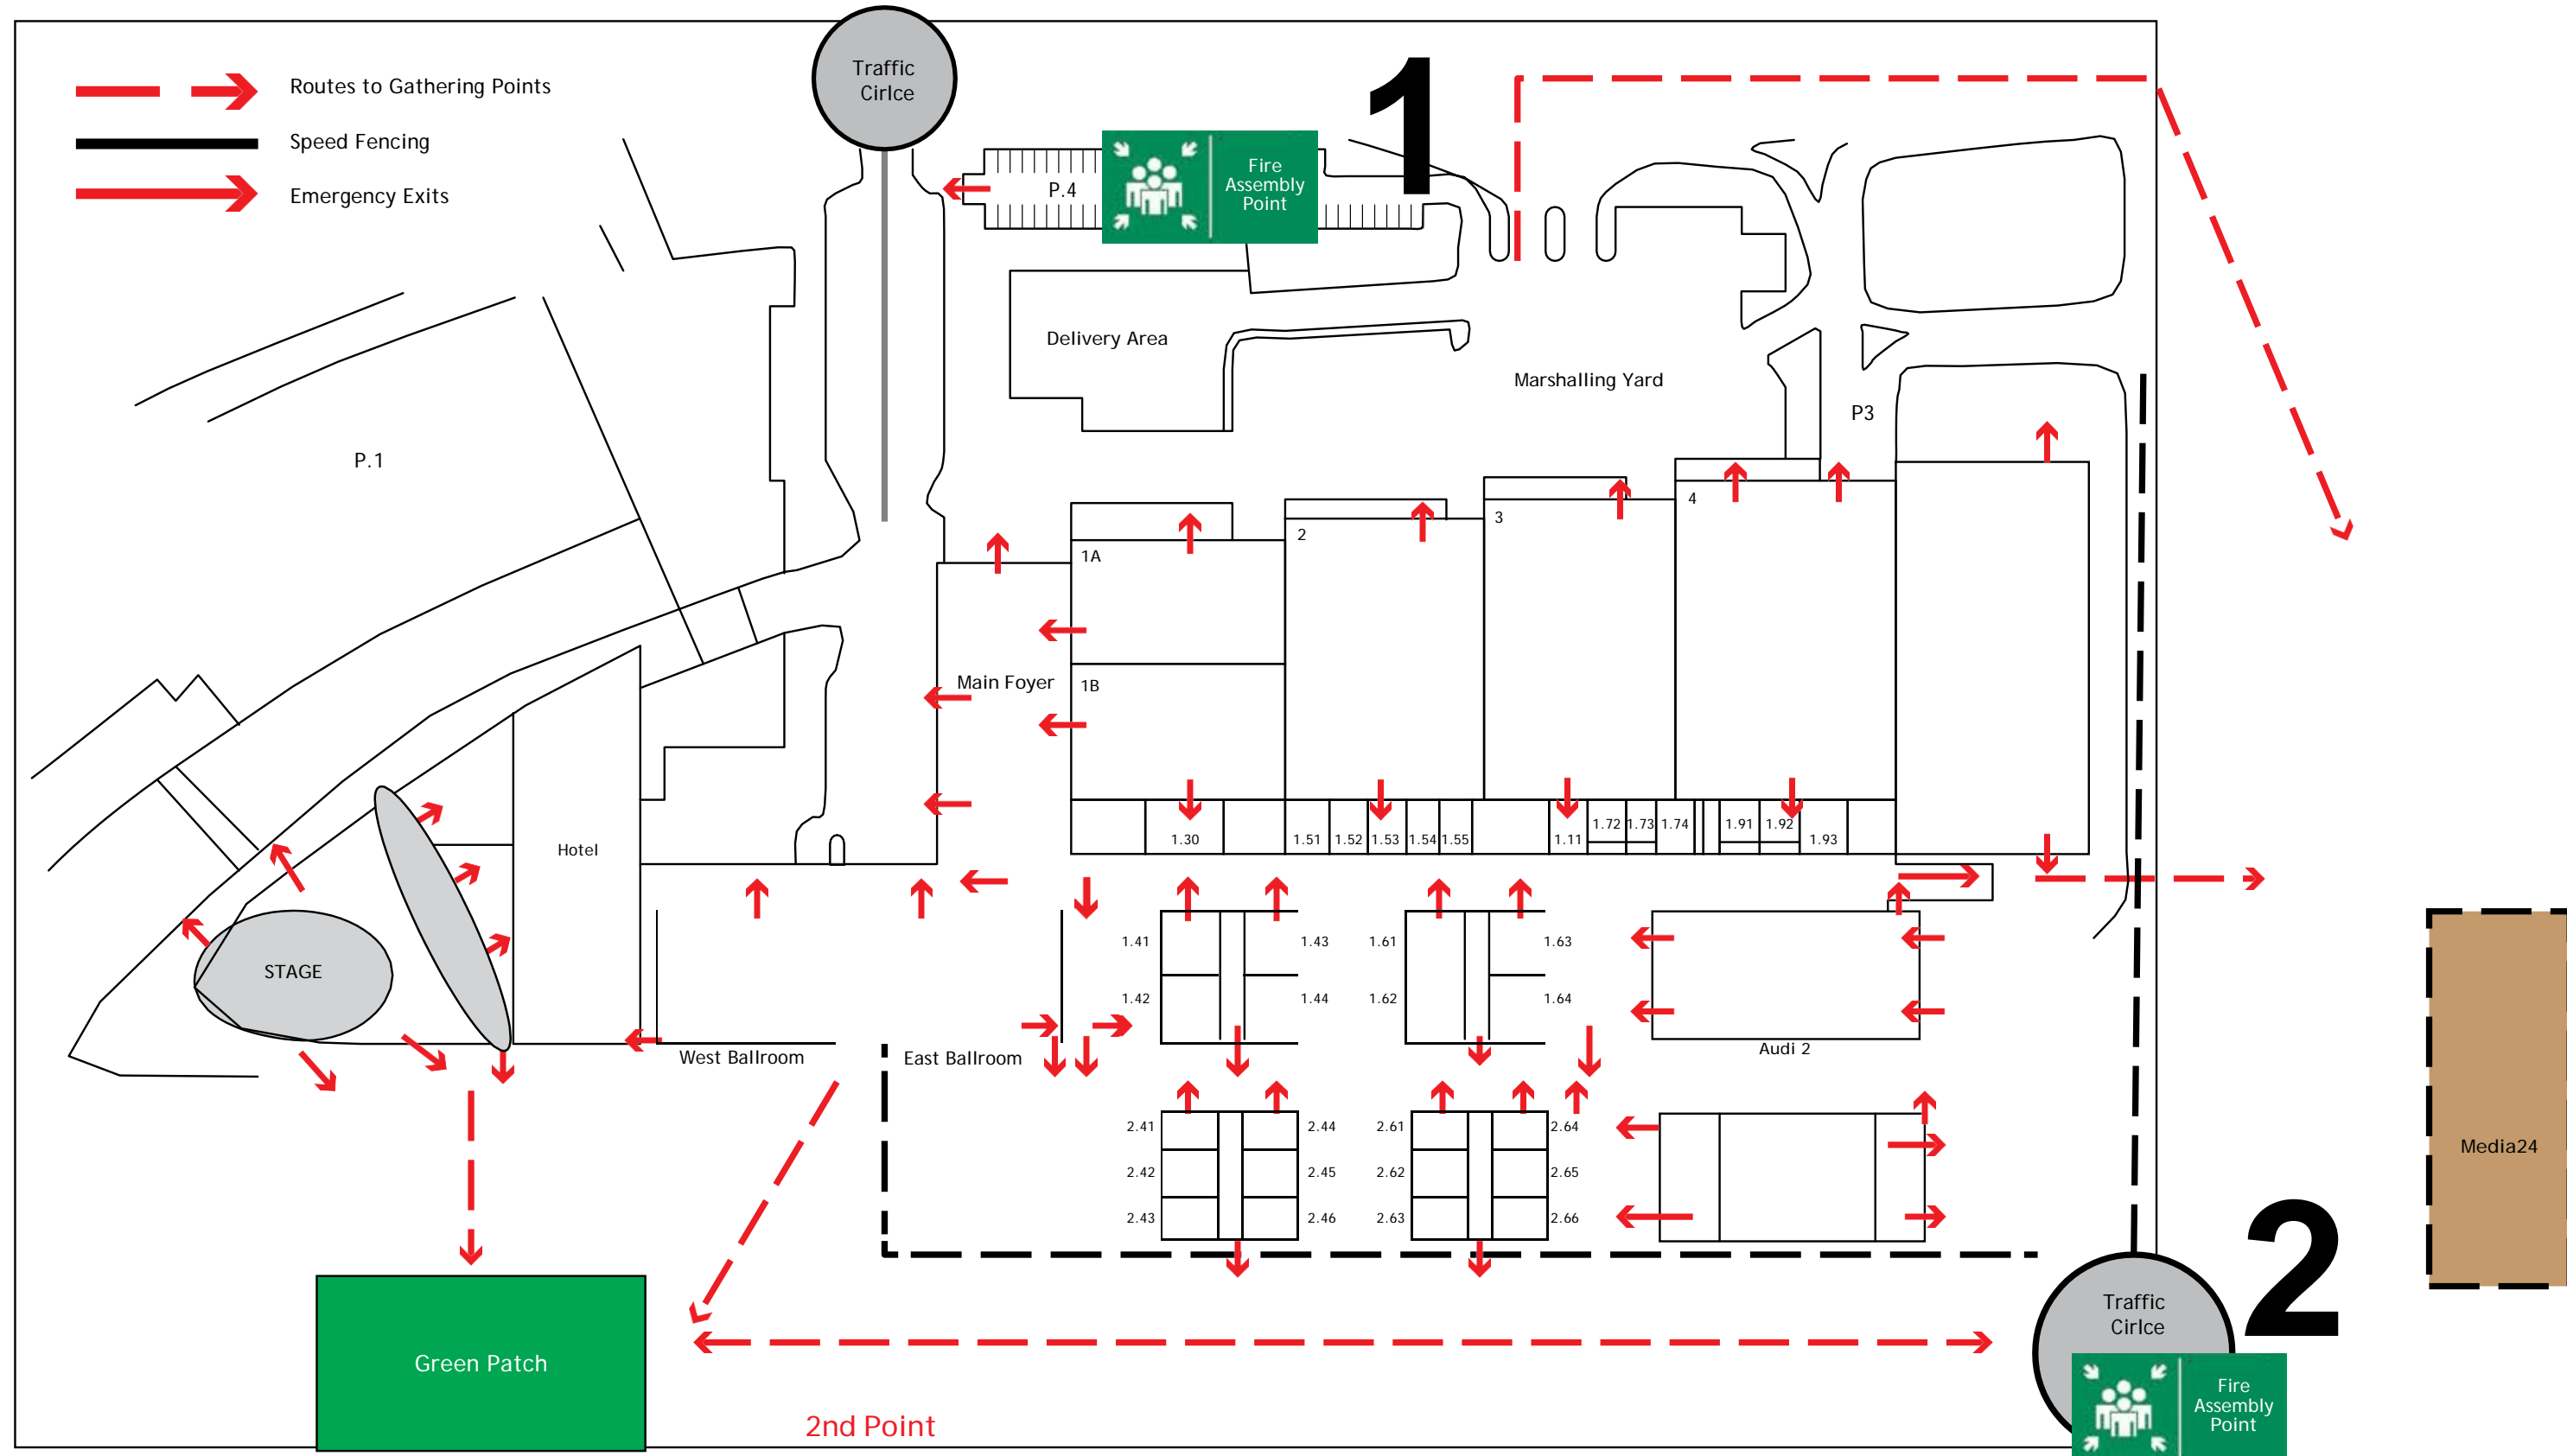 Routes to Gathering Points
Speed Fencing
Emergency Exits
Traffic
Cirlce
1
P.4
Fire
Assembly
Point
Delivery Area
Marshalling Yard
P3
P.1
1A
2
3
4
Main Foyer
1B
Hotel
1.30
1.51
1.52
1.53
1.54
1.55
1.11
1.72
1.73
1.74
1.91
1.92
1.93
STAGE
1.41
1.43
1.61
1.63
1.42
1.44
1.62
1.64
West Ballroom
East Ballroom
Audi 2
2.41
2.44
2.61
2.64
2.42
2.45
2.62
2.65
2.43
2.46
2.63
2.66
Media24
2
Traffic
Cirlce
Green Patch
Fire
Assembly
Point
2nd Point